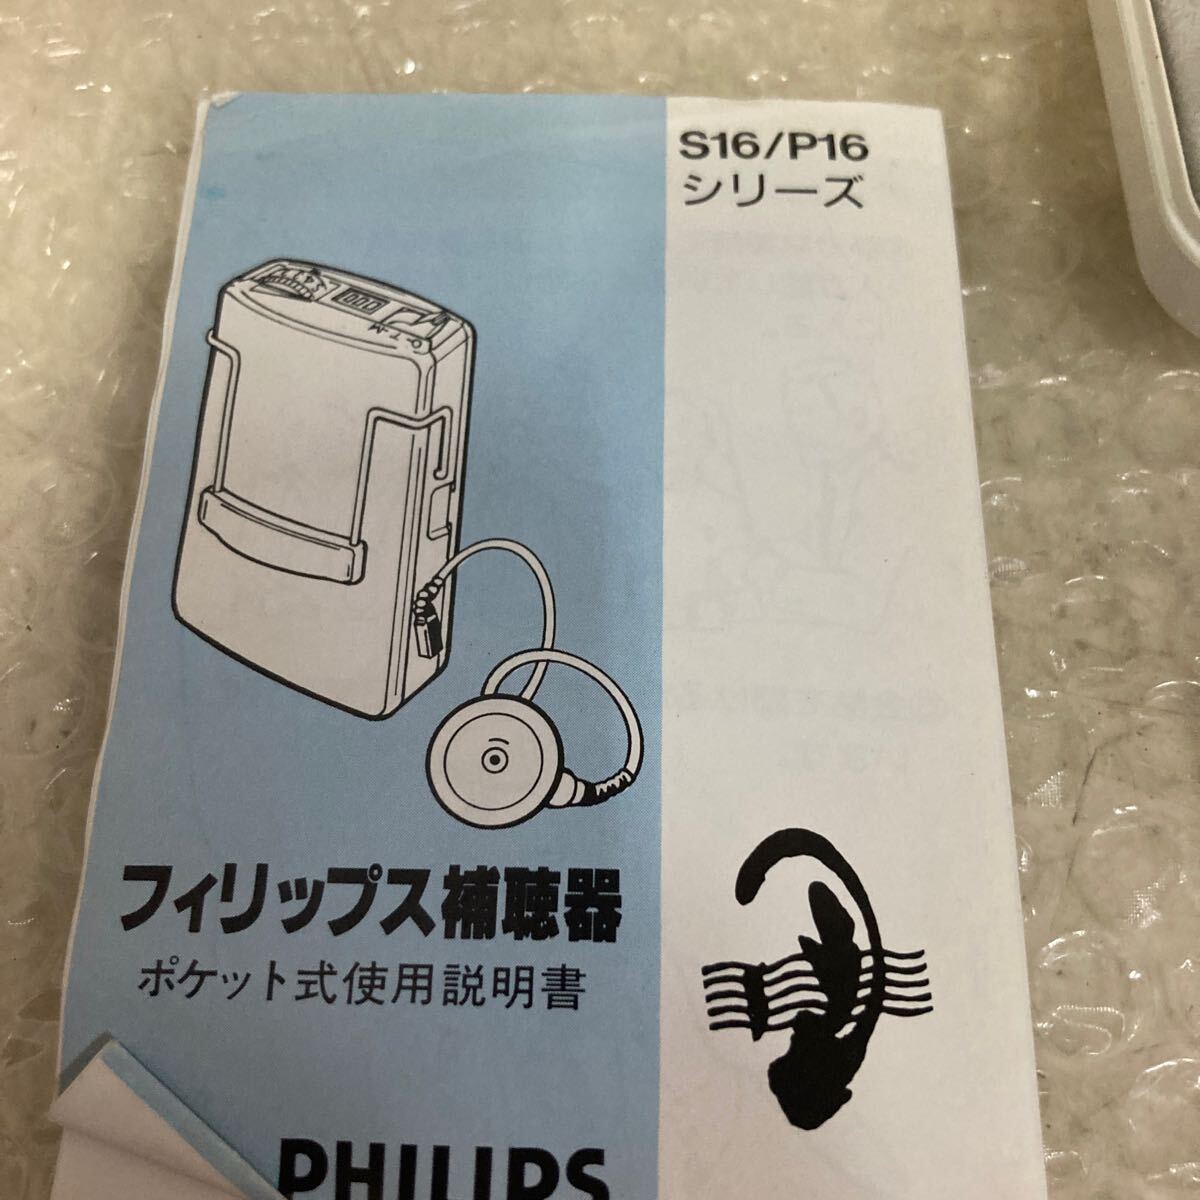 S16/P16
シリーズ
O-T-M
フィリップス補聴器
ポケット式使用説明書
PHILIPS